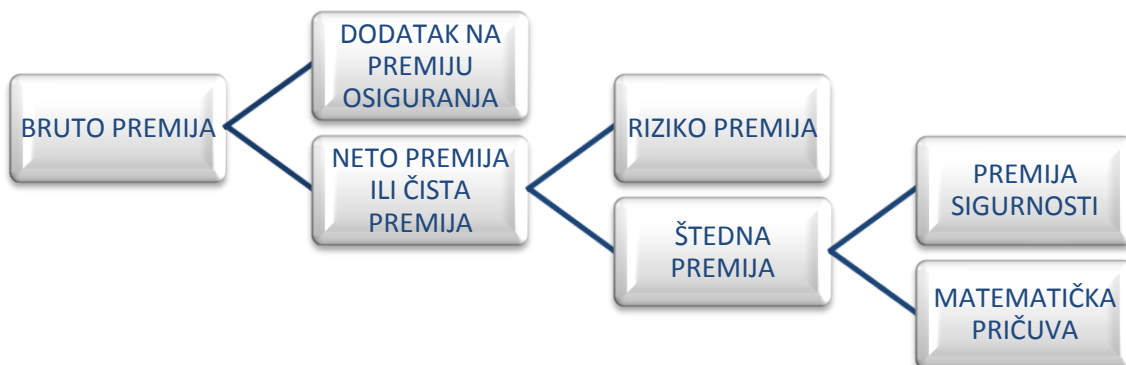 BRUTO PREMIJA
DODATAK NA
PREMIJU
OSIGURANJA
NETO PREMIJA
ILI ČISTA
PREMIJA
RIZIKO PREMIJA
ŠTEDNA
PREMIJA
PREMIJA
SIGURNOSTI
MATEMATIČKA
PRIČUVA